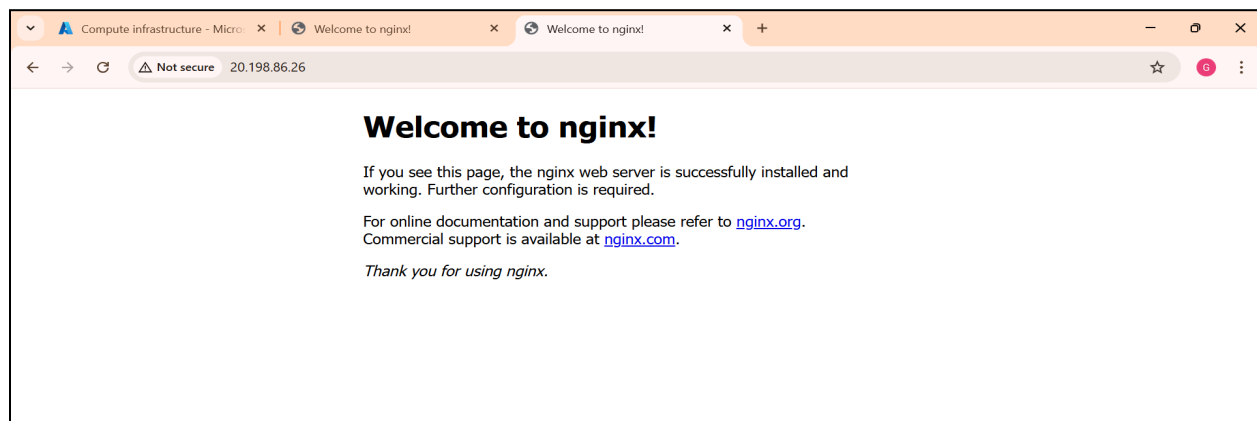 Compute infrastructure - Micro
Welcome to nginx!
Welcome to nginx!
Not secure
20.198.86.26
G
Welcome to nginx!
If you see this page, the nginx web server is successfully installed and
working. Further configuration is required.
For online documentation and support please refer to nginx.org.
Commercial support is available at nginx.com.
Thank you for using nginx.